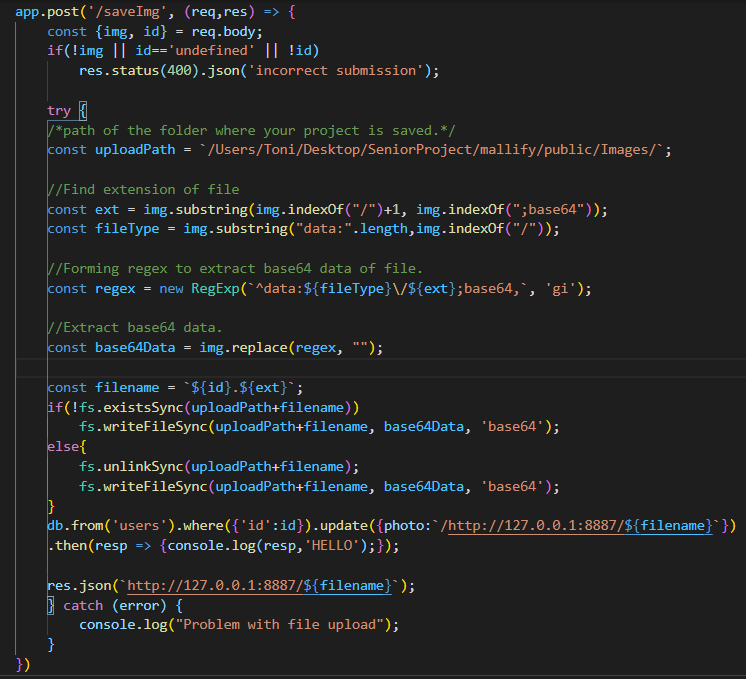 app.post('/saveImg', (req,res) => {
    const {img, id} = req.body;
    if(!img || id=='undefined' || !id)
        res.status(400).json('incorrect submission');

    try {
    /*path of the folder where your project is saved.*/
    const uploadPath = `/Users/Toni/Desktop/SeniorProject/mallify/public/Images/`;

    //Find extension of file
    const ext = img.substring(img.indexOf("/")+1, img.indexOf(";base64"));
    const fileType = img.substring("data:".length,img.indexOf("/"));

    //Forming regex to extract base64 data of file.
    const regex = new RegExp(`^data:${fileType}\/${ext};base64,`, 'gi');

    //Extract base64 data.
    const base64Data = img.replace(regex, "");

    const filename = `${id}.${ext}`;
    if(!fs.existsSync(uploadPath+filename))
        fs.writeFileSync(uploadPath+filename, base64Data, 'base64');
    else{
        fs.unlinkSync(uploadPath+filename);
        fs.writeFileSync(uploadPath+filename, base64Data, 'base64');
    }
    db.from('users').where({'id':id}).update({photo:`/http://127.0.0.1:8887/${filename}`})
    .then(resp => {console.log(resp,'HELLO');});

    res.json(`http://127.0.0.1:8887/${filename}`);
    } catch (error) {
        console.log("Problem with file upload");
    }
})